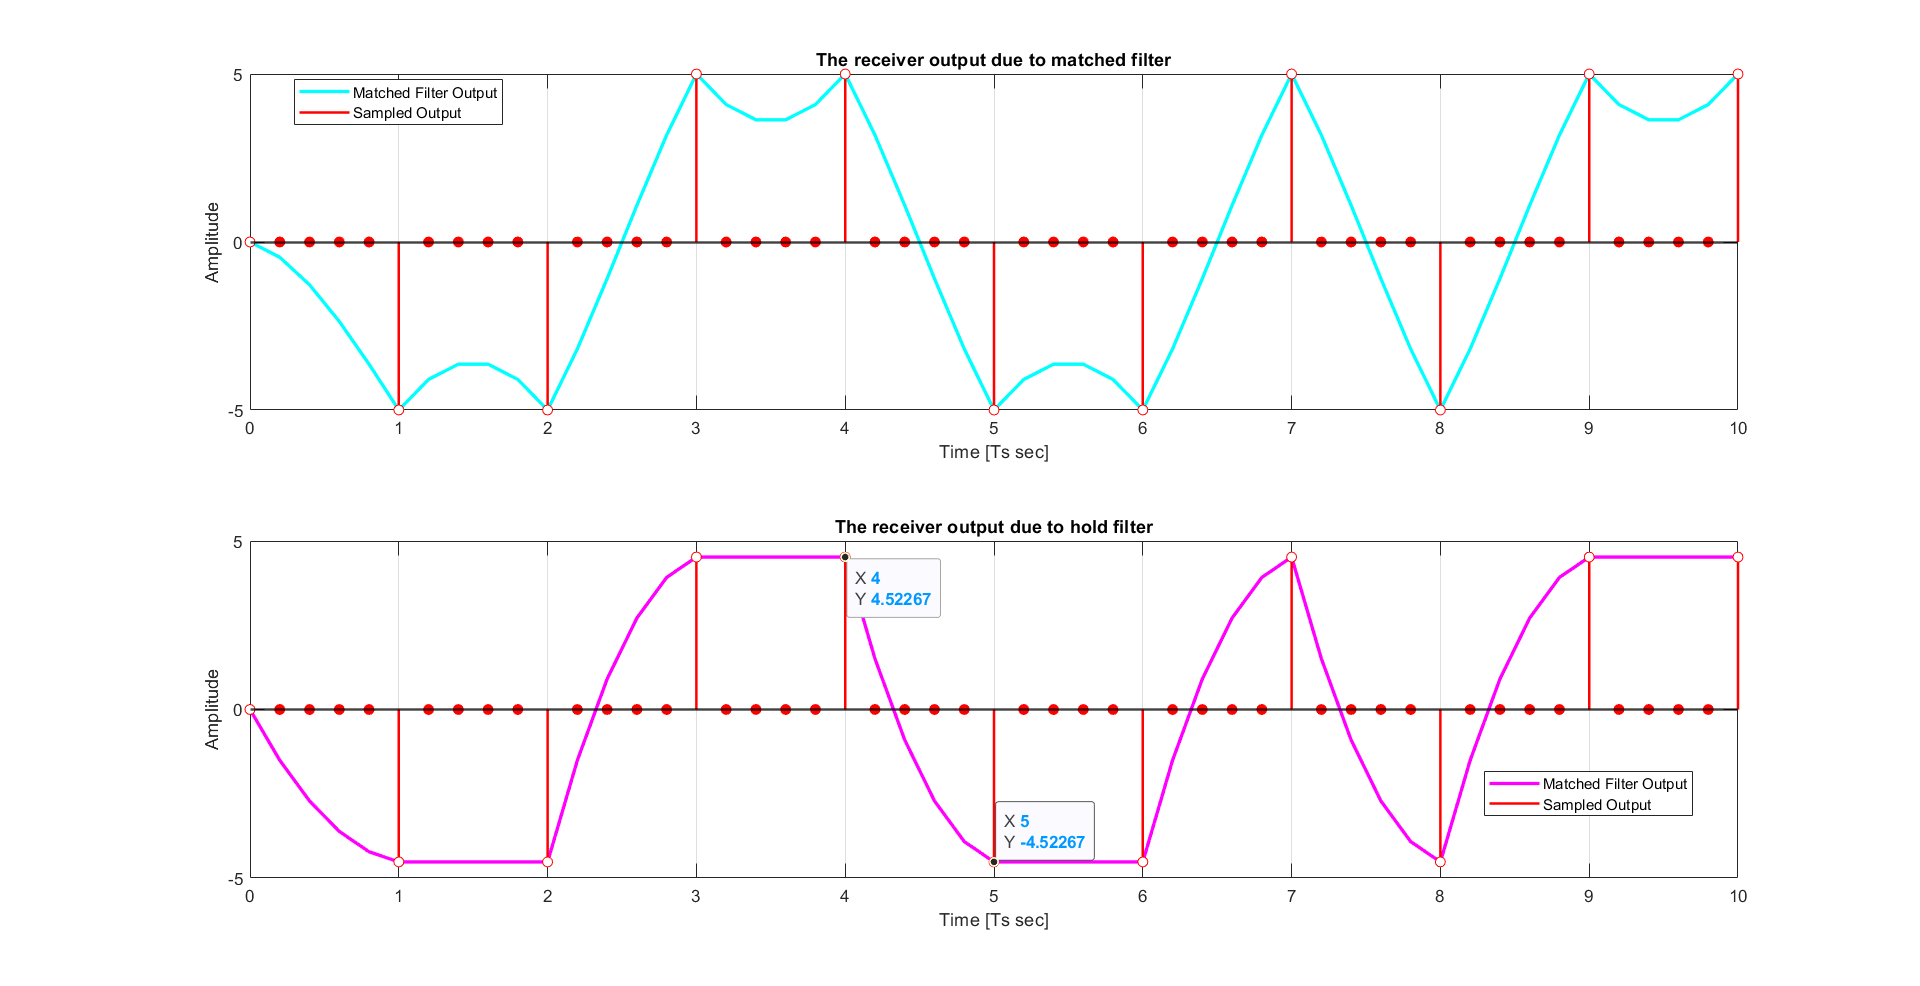 The receiver output due to matched filter
Matched Filter Output
Sampled Output
Amplitude
5
0
-5
0 1 2 3 4 5 6 7 8 9 10
Time [Ts sec]
The receiver output due to hold filter
X 4
Y 4.52267
X 5
Y -4.52267
Matched Filter Output
Sampled Output
Amplitude
5
0
-5
0 1 2 3 4 5 6 7 8 9 10
Time [Ts sec]